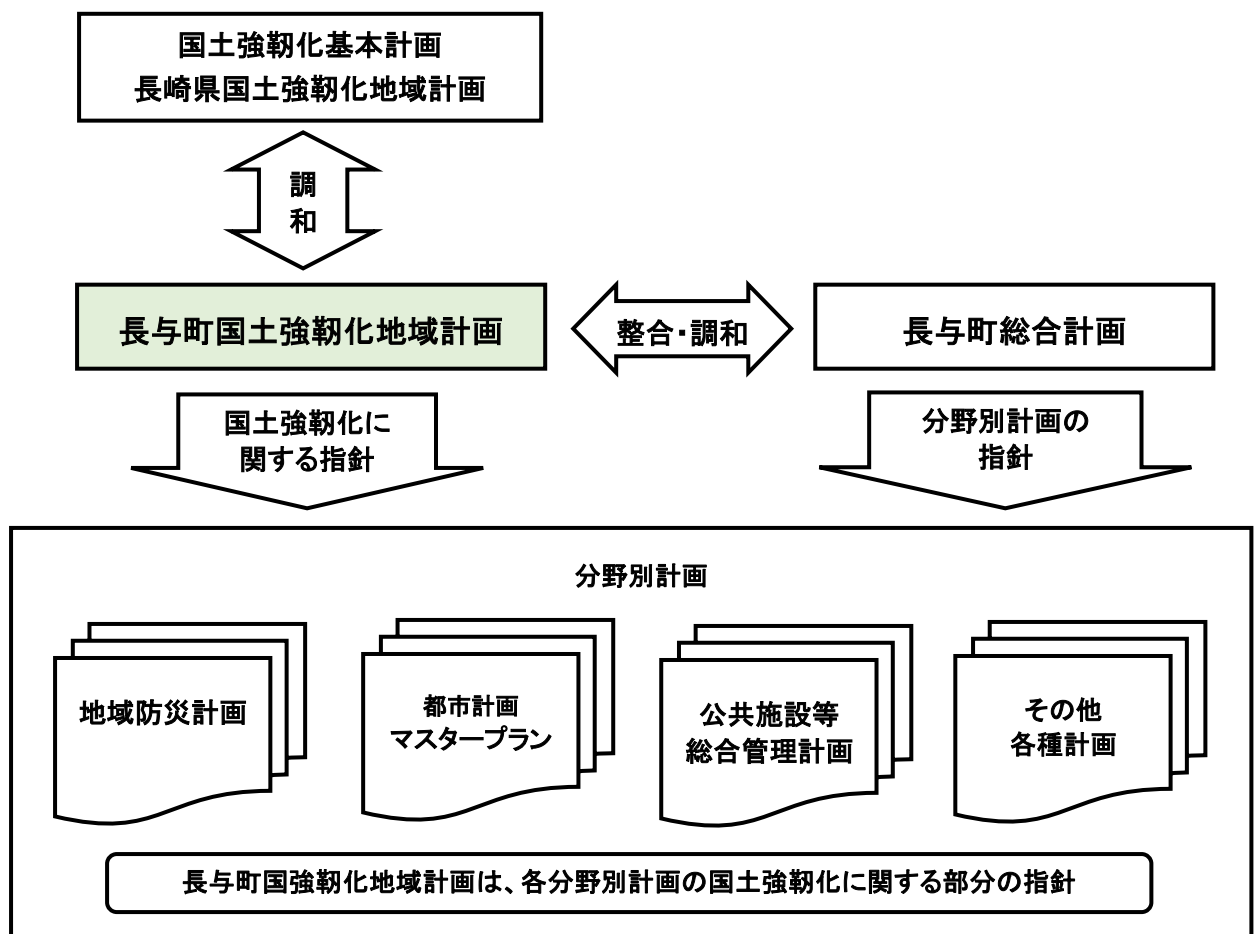 国土強靭化基本計画
長崎県国土強靭化地域計画
調
和
長与町国土強靭化地域計画
整合・調和
長与町総合計画
国土強靭化に
関する指針
分野別計画の
指針
分野別計画
地域防災計画
都市計画
マスタープラン
公共施設等
総合管理計画
その他
各種計画
長与町国強靭化地域計画は、各分野別計画の国土強靭化に関する部分の指針